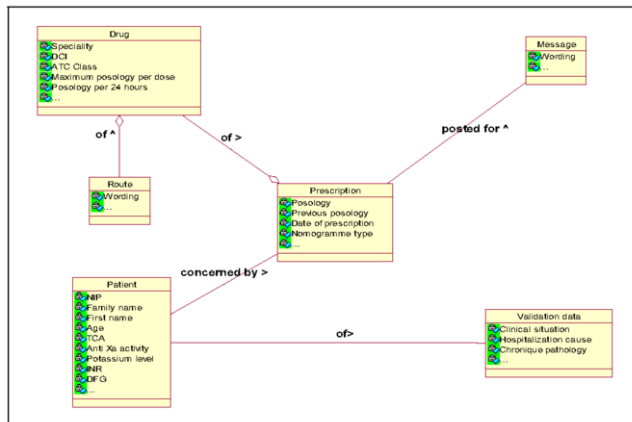 Drug
Speciality
DCI
ATC Class
Maximum posology per dose
Posology per 24 hours
...
Message
Wording
...
of ^
of >
posted for ^
Route
Wording
...
Prescription
Posology
Previous posology
Date of prescription
Nomogramme type
...
concerned by >
Patient
NIP
Family name
First name
Age
TCA
Anti Xa activity
Potassium level
INR
DFG
...
of>
Validation data
Clinical situation
Hospitalization cause
Chronique pathology
...